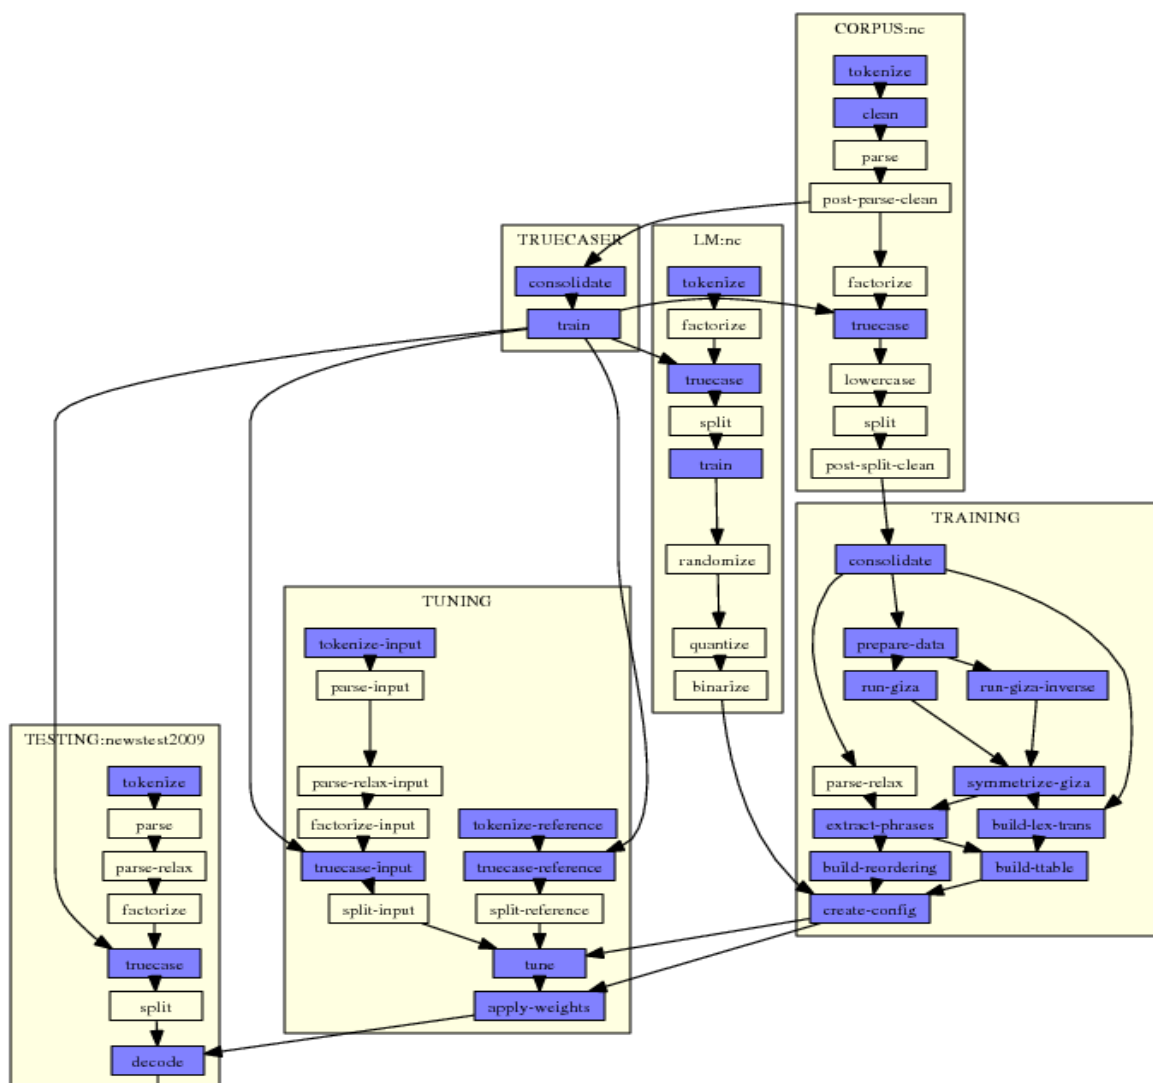 CORPUS:nc
tokenize
clean
parse
post-parse-clean
factorize
truecase
lowercase
split
post-split-clean
TRUECASER
consolidate
train
LM:nc
tokenize
factorize
truecase
split
train
randomize
quantize
binarize
TRAINING
consolidate
prepare-data
run-giza
run-giza-inverse
parse-relax
symmetrize-giza
extract-phrases
build-lex-trans
build-reordering
build-ttable
create-config
TUNING
tokenize-input
parse-input
parse-relax-input
factorize-input
tokenize-reference
truecase-input
truecase-reference
split-input
split-reference
tune
apply-weights
TESTING:newstest2009
tokenize
parse
parse-relax
factorize
truecase
split
decode